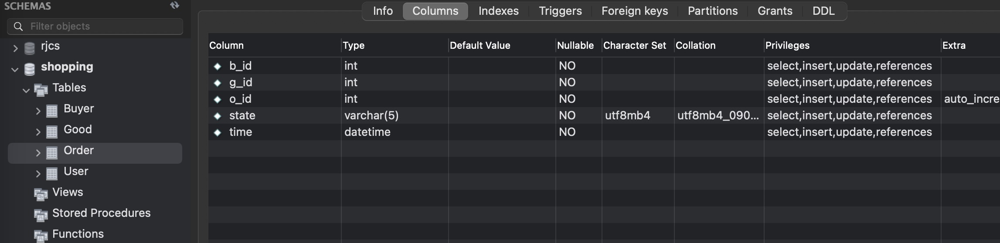 SCHEMAS
Filter objects
rjcs
shopping
Tables
Buyer
Good
Order
User
Views
Stored Procedures
Functions
Info Columns Indexes Triggers Foreign keys Partitions Grants DDL
Column Type Default Value Nullable Character Set Collation Privileges Extra
b_id int NO select,insert,update,references
g_id int NO select,insert,update,references
o_id int NO select,insert,update,references auto_incre
state varchar(5) NO utf8mb4 utf8mb4_090... select,insert,update,references
time datetime NO select,insert,update,references